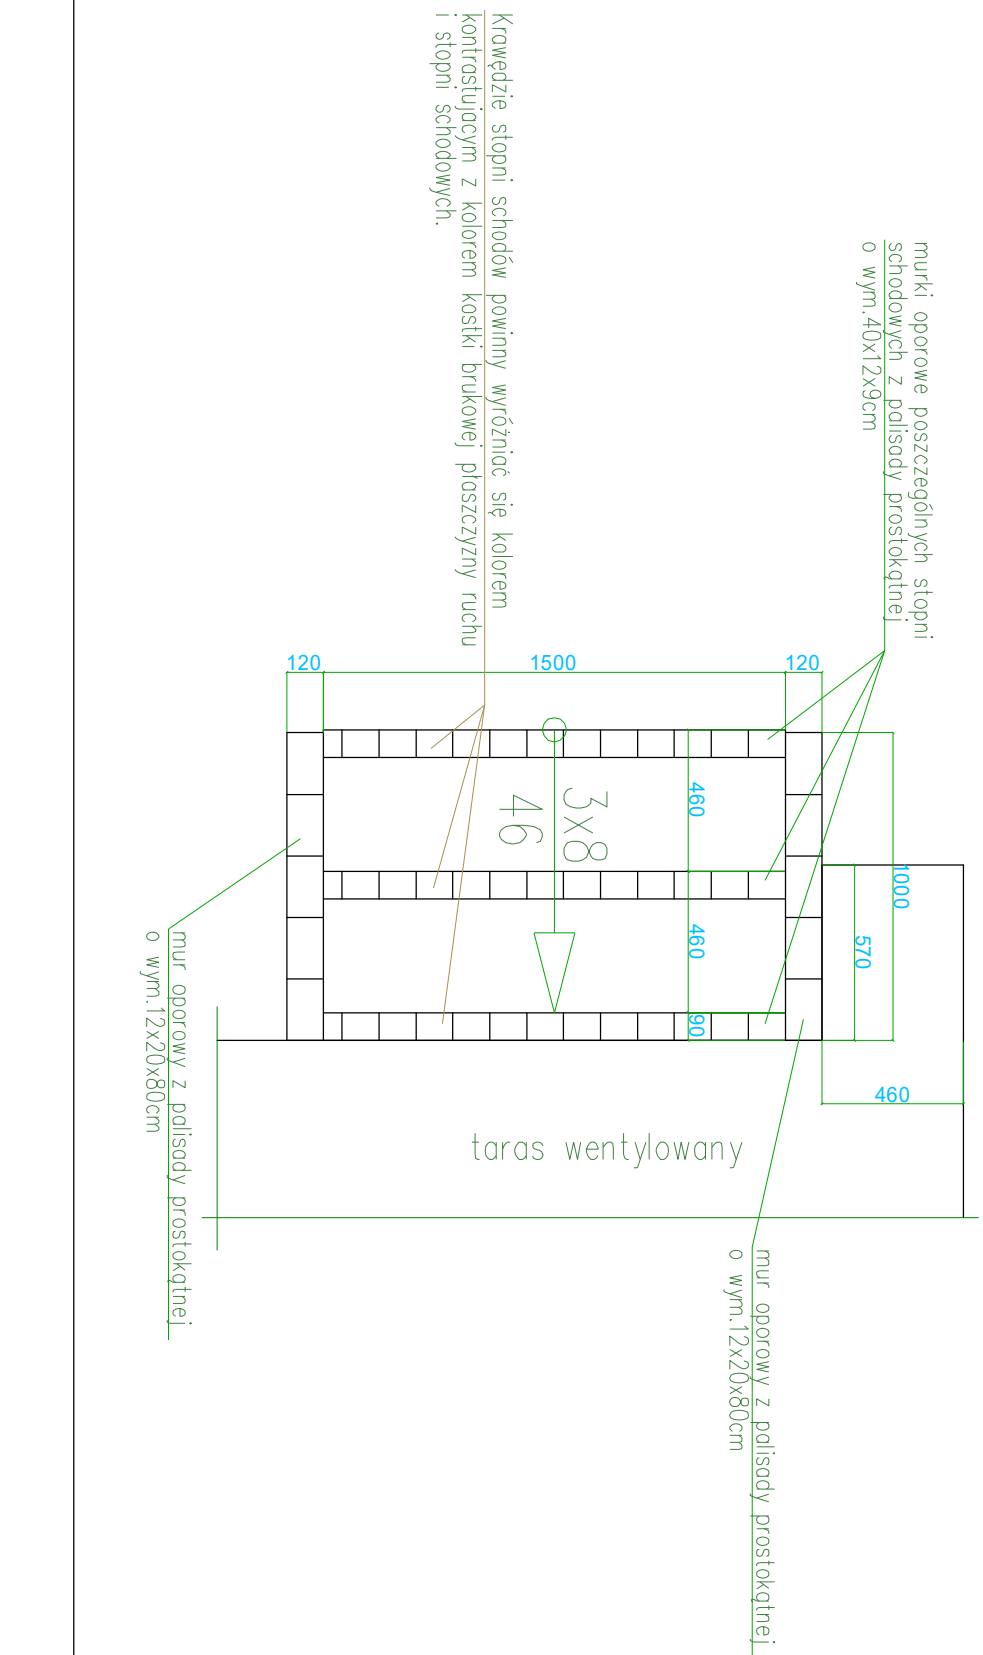 Krawędzie stopni schodów powinny wyróżniać się kolorem
kontrastującym z kolorem kostki brukowej płaszczyzny ruchu
i stopni schodowych.
murki oporowe poszczególnych stopni
schodowych z palisady prostokątnej
o wym.40x12x9cm
120
1500
120
460
3x8
46
1000
570
460
90
460
mur oporowy z palisady prostokątnej
o wym.12x20x80cm
taras wentylowany
mur oporowy z palisady prostokątnej
o wym.12x20x80cm